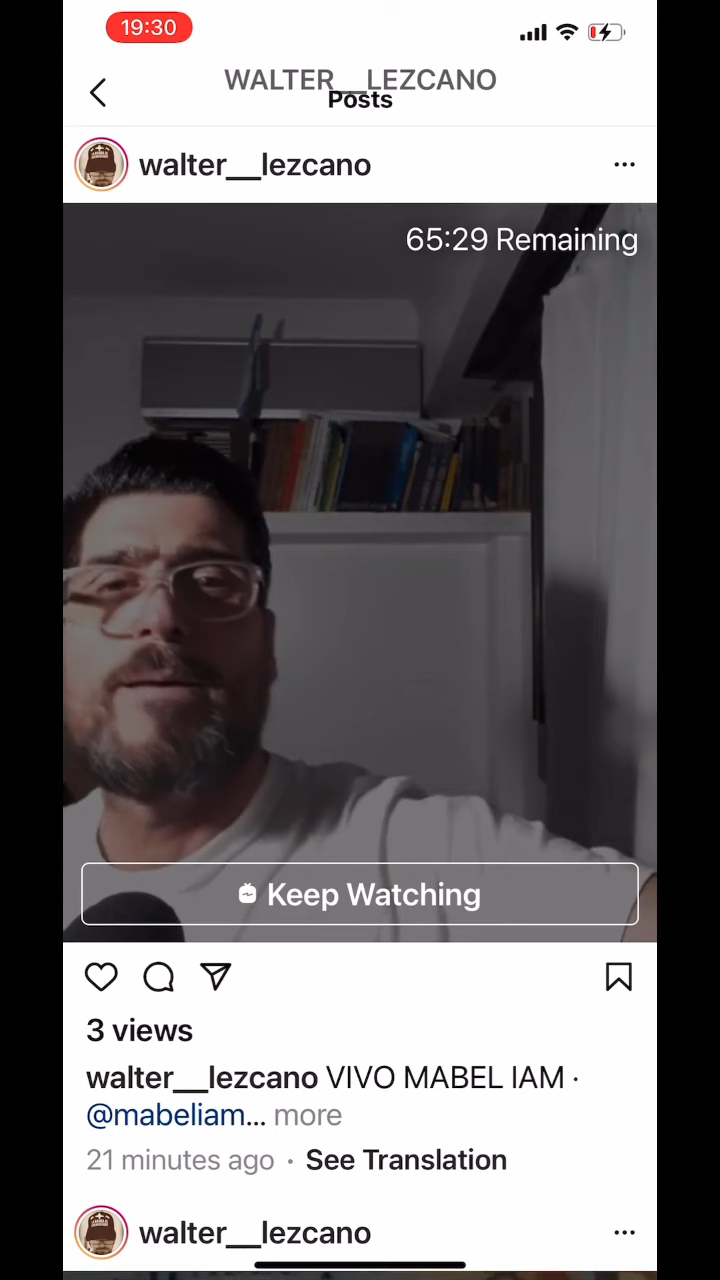 19:30
WALTER__LEZCANO
Posts
walter__lezcano
65:29 Remaining
Keep Watching
3 views
walter__lezcano VIVO MABEL IAM ·
@mabeliam... more
21 minutes ago · See Translation
walter__lezcano